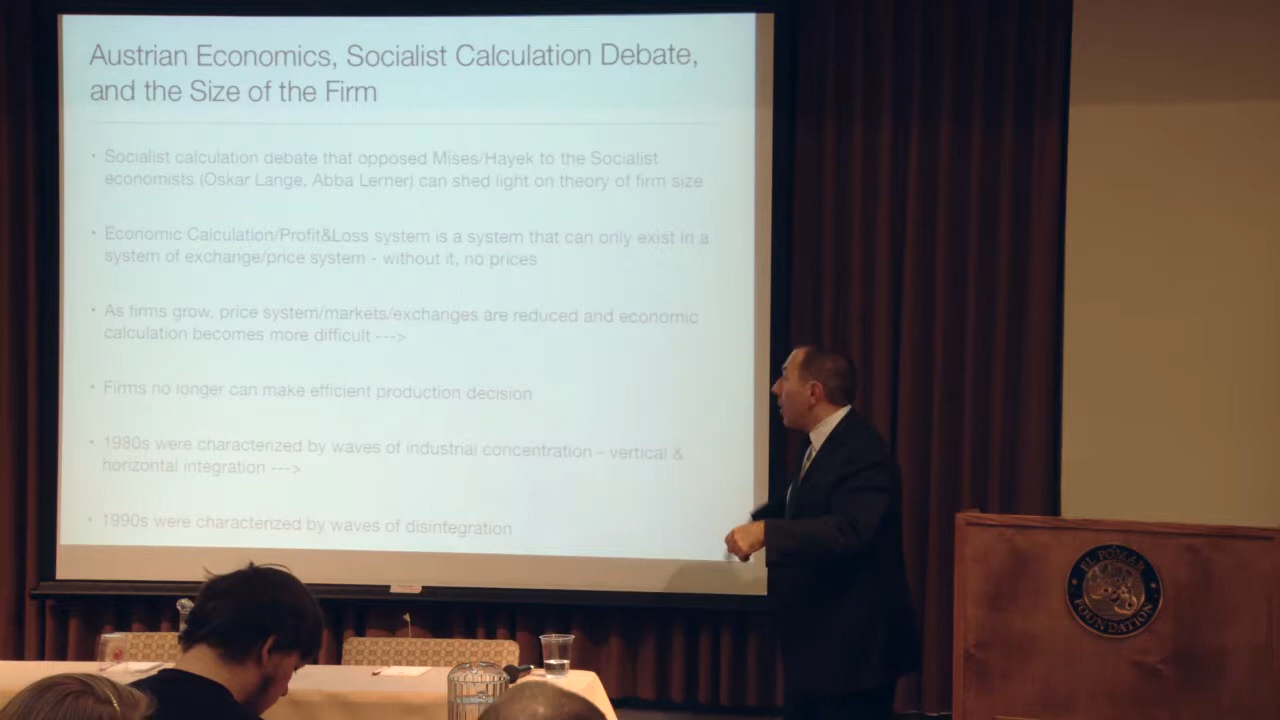 Austrian Economics, Socialist Calculation Debate,
and the Size of the Firm
• Socialist calculation debate that opposed Mises/Hayek to the Socialist
economists (Oskar Lange, Abba Lerner) can shed light on theory of firm size
• Economic Calculation/Profit&Loss system is a system that can only exist in a
system of exchange/price system - without it, no prices
• As firms grow, price system/markets/exchanges are reduced and economic
calculation becomes more difficult --->
• Firms no longer can make efficient production decision
• 1980s were characterized by waves of industrial concentration - vertical &
horizontal integration --->
• 1990s were characterized by waves of disintegration
EL POMAR
FOUNDATION